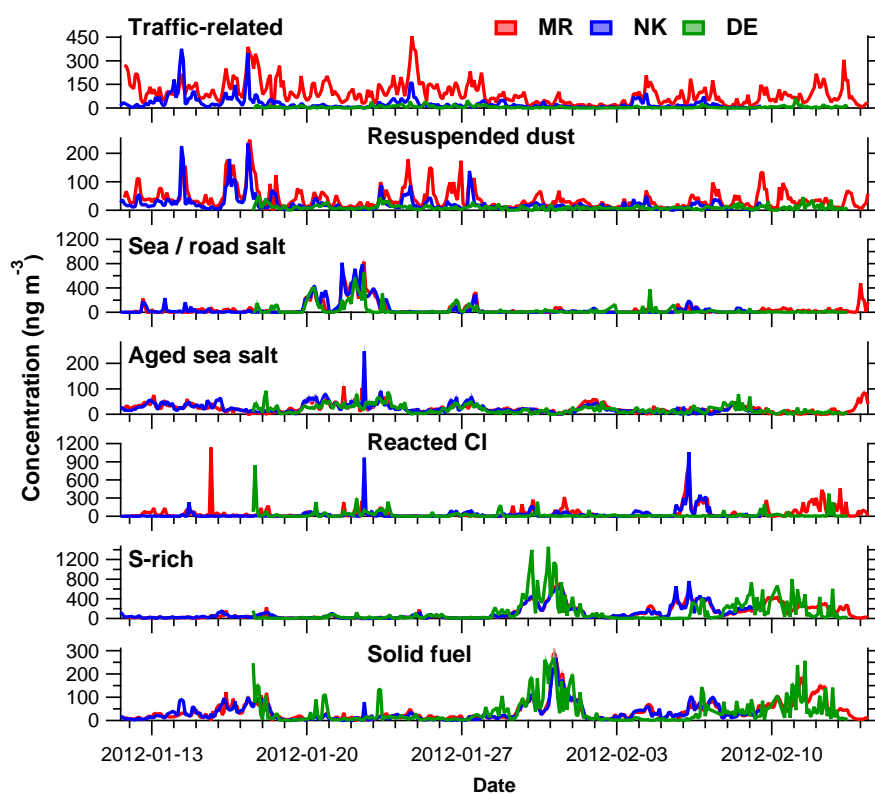 Traffic-related
MR NK DE
450
300
150
0
Resuspended dust
200
100
0
Sea / road salt
1200
800
400
0
Aged sea salt
200
100
0
Reacted Cl
1200
900
600
300
0
S-rich
1200
800
400
0
Solid fuel
300
200
100
0
Concentration (ng m⁻³)
2012-01-13 2012-01-20 2012-01-27 2012-02-03 2012-02-10
Date